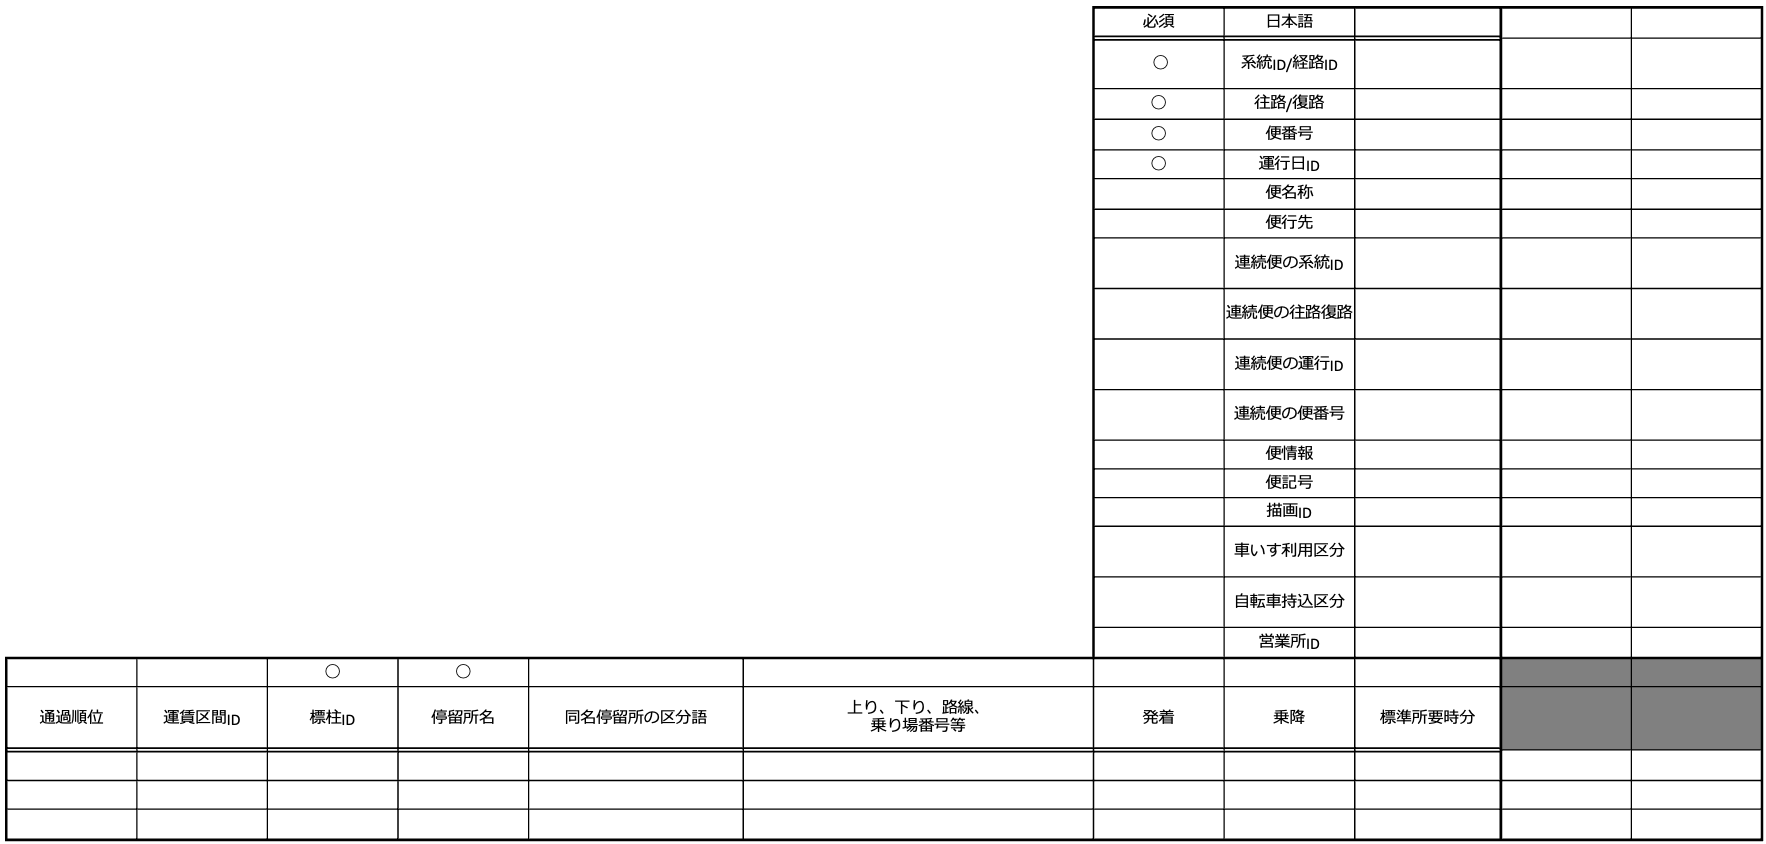 必須 日本語
○ 系統ID/経路ID
○ 往路/復路
○ 便番号
○ 運行日ID
便名称
便行先
連続便の系統ID
連続便の往路復路
連続便の運行ID
連続便の便番号
便情報
便記号
描画ID
車いす利用区分
自転車持込区分
営業所ID
○ ○
通過順位 運賃区間ID 標柱ID 停留所名 同名停留所の区分語 上り、下り、路線、
乗り場番号等 発着 乗降 標準所要時分